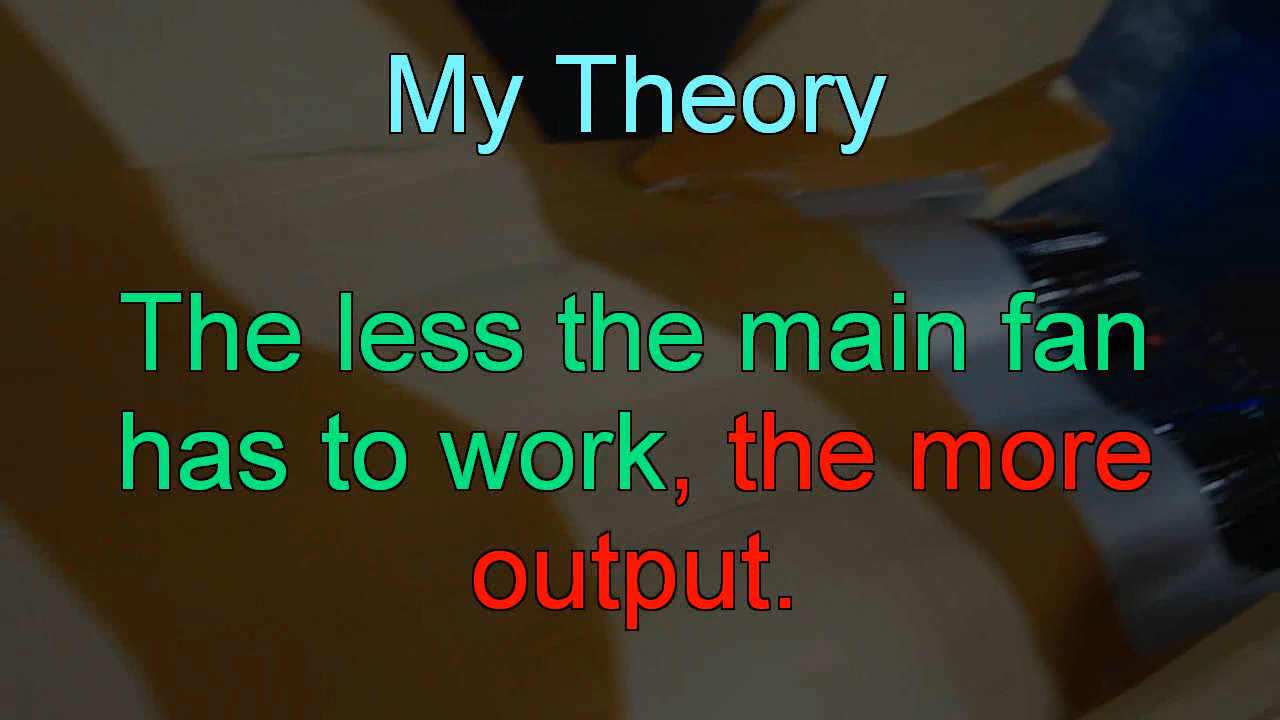 My Theory
The less the main fan
has to work, the more
output.